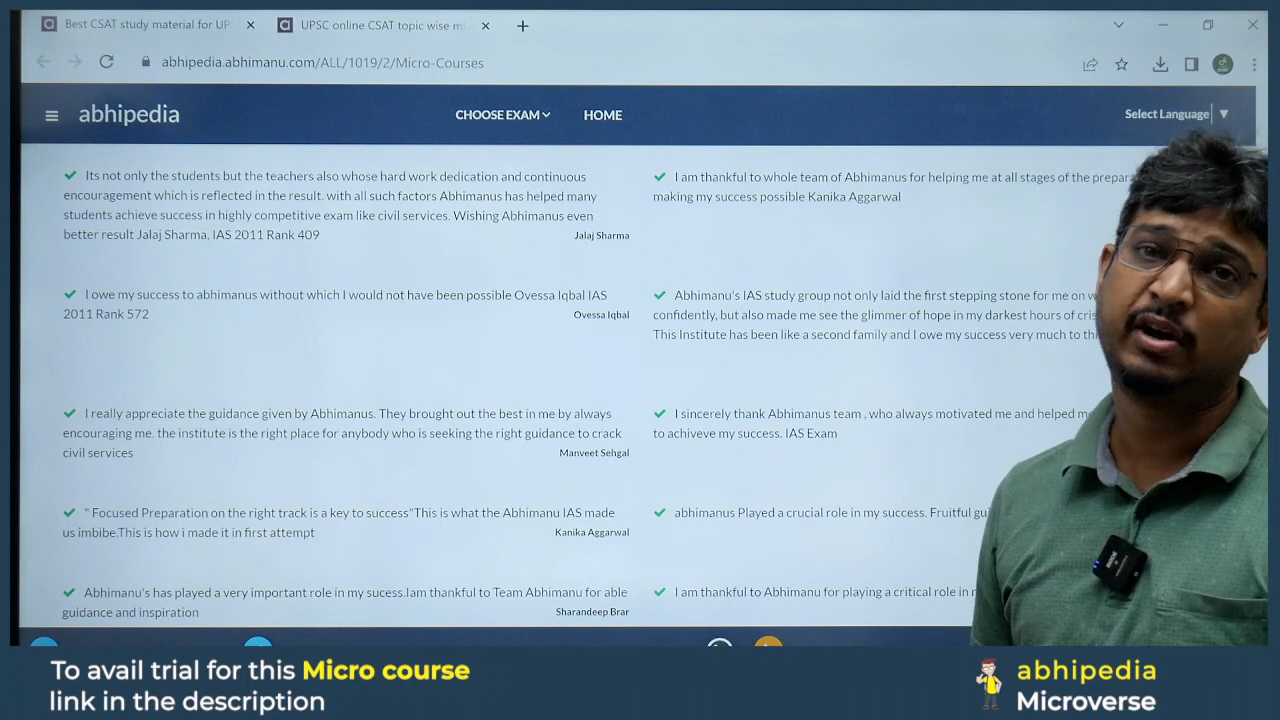 Best CSAT study material for UP
UPSC online CSAT topic wise m
abhipedia.abhimanu.com/ALL/1019/2/Micro-Courses
abhipedia
CHOOSE EXAM
HOME
Select Language
Its not only the students but the teachers also whose hard work dedication and continuous
encouragement which is reflected in the result. with all such factors Abhimanus has helped many
students achieve success in highly competitive exam like civil services. Wishing Abhimanus even
better result Jalaj Sharma, IAS 2011 Rank 409
Jalaj Sharma
I am thankful to whole team of Abhimanus for helping me at all stages of the prepar
making my success possible Kanika Aggarwal
I owe my success to abhimanus without which I would not have been possible Ovessa Iqbal IAS
2011 Rank 572
Ovessa Iqbal
Abhimanu's IAS study group not only laid the first stepping stone for me on w
confidently, but also made me see the glimmer of hope in my darkest hours of cris
This Institute has been like a second family and I owe my success very much to thi
I really appreciate the guidance given by Abhimanus. They brought out the best in me by always
encouraging me. the institute is the right place for anybody who is seeking the right guidance to crack
civil services
Manveet Sehgal
I sincerely thank Abhimanus team , who always motivated me and helped m
to achiveve my success. IAS Exam
" Focused Preparation on the right track is a key to success"This is what the Abhimanu IAS made
us imbibe.This is how i made it in first attempt
Kanika Aggarwal
abhimanus Played a crucial role in my success. Fruitful gui
Abhimanu's has played a very important role in my sucess.Iam thankful to Team Abhimanu for able
guidance and inspiration
Sharandeep Brar
I am thankful to Abhimanu for playing a critical role in m
To avail trial for this Micro course
link in the description
abhipedia
Microverse